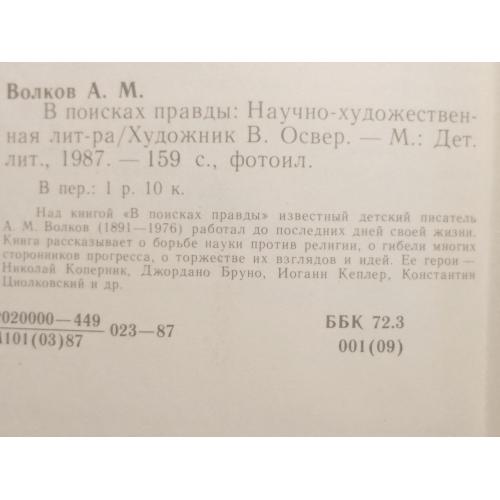 Волков А. М.
В поисках правды: Научно-художествен-
ная лит-ра/Художник В. Освер. — М.: Дет.
лит., 1987. — 159 с., фотоил.
В пер.: 1 р. 10 к.
Над книгой «В поисках правды» известный детский писатель
А. М. Волков (1891—1976) работал до последних дней своей жизни.
Книга рассказывает о борьбе науки против религии, о гибели многих
сторонников прогресса, о торжестве их взглядов и идей. Ее герои —
Николай Коперник, Джордано Бруно, Иоганн Кеплер, Константин
Циолковский и др.
020000—449
101(03)87
023—87
ББК 72.3
001(09)